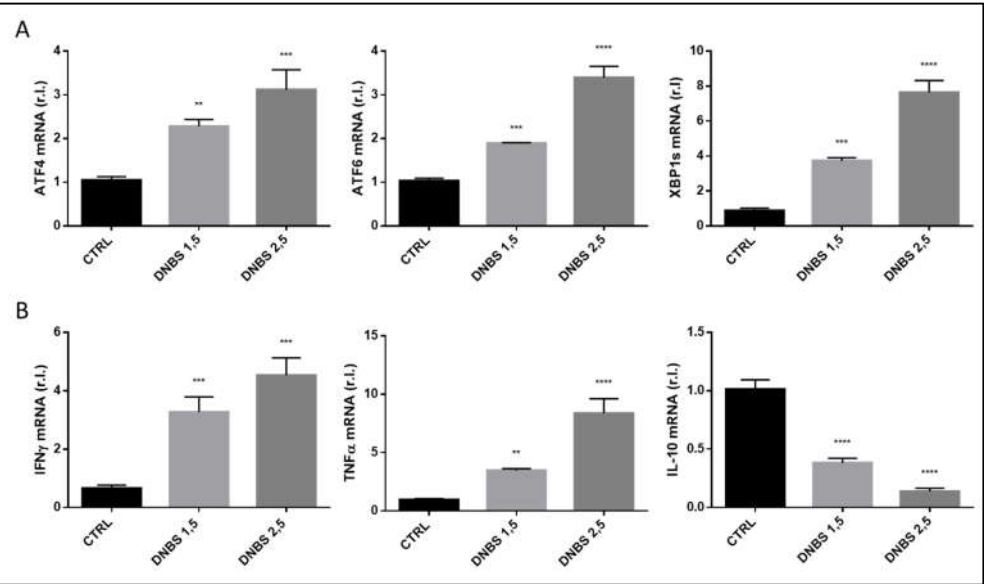 A
ATF4 mRNA (r.l.)
4
3
2
1
0
**
***
CTRL
DNBS 1,5
DNBS 2,5
ATF6 mRNA (r.l.)
4
3
2
1
0
***
****
CTRL
DNBS 1,5
DNBS 2,5
XBP1s mRNA (r.l)
10
8
6
4
2
0
***
****
CTRL
DNBS 1,5
DNBS 2,5
B
IFNγ mRNA (r.l.)
6
4
2
0
***
***
CTRL
DNBS 1,5
DNBS 2,5
TNFα mRNA (r.l.)
15
10
5
0
**
****
CTRL
DNBS 1,5
DNBS 2,5
IL-10 mRNA (r.l.)
1.5
1.0
0.5
0.0
****
****
CTRL
DNBS 1,5
DNBS 2,5